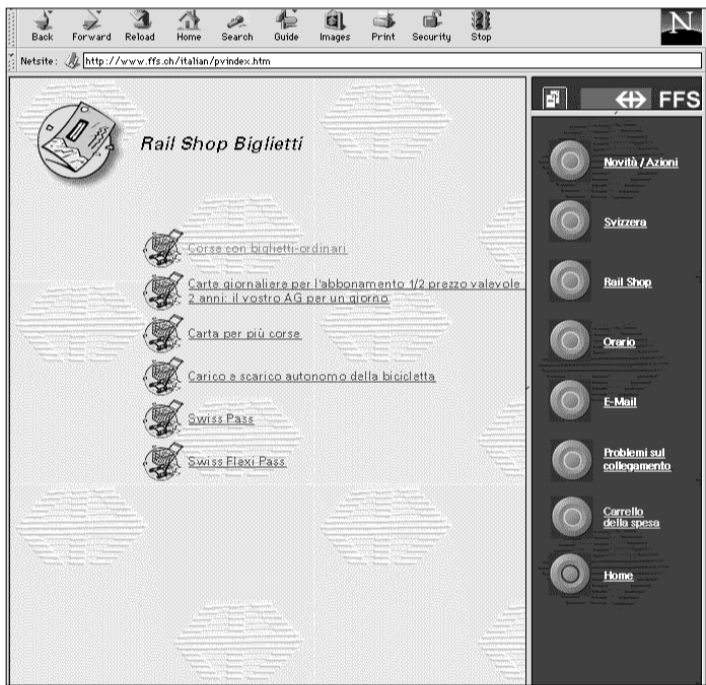 Back Forward Reload Home Search Guide Images Print Security Stop
N
Netsite: http://www.ffs.ch/italian/pvindex.htm
Rail Shop Biglietti
Corse con biglietti-ordinari
Carte giornaliere per l'abbonamento 1/2 prezzo valevole
2 anni: il vostro AG per un giorno
Carta per più corse
Carico e scarico autonomo della bicicletta
Swiss Pass
Swiss Flexi Pass
FFS
Novità / Azioni
Svizzera
Rail Shop
Orario
E-Mail
Problemi sul
collegamento
Carrello
della spesa
Home